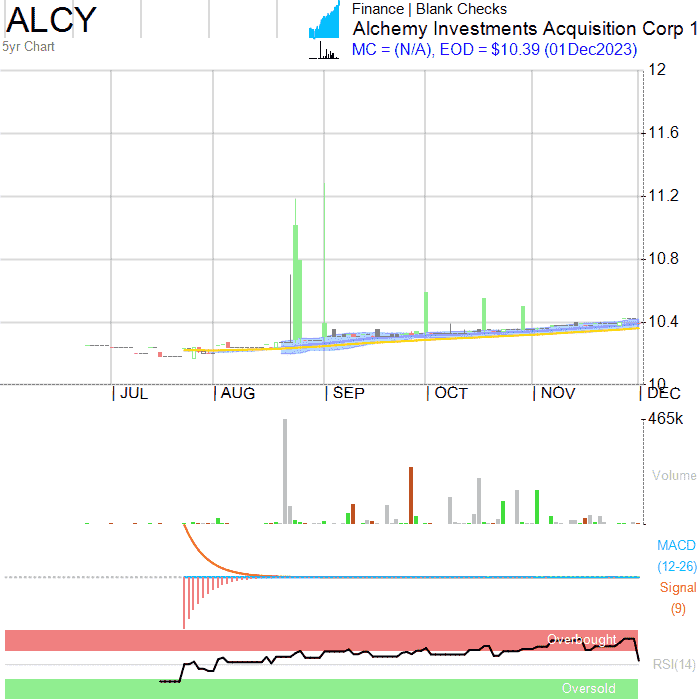 ALCY
5yr Chart
Finance | Blank Checks
Alchemy Investments Acquisition Corp 1
MC = (N/A), EOD = $10.39 (01Dec2023)
12
11.6
11.2
10.8
10.4
10
JUL
AUG
SEP
OCT
NOV
DEC
465k
Volume
MACD
(12-26)
Signal
(9)
Overbought
RSI(14)
Oversold